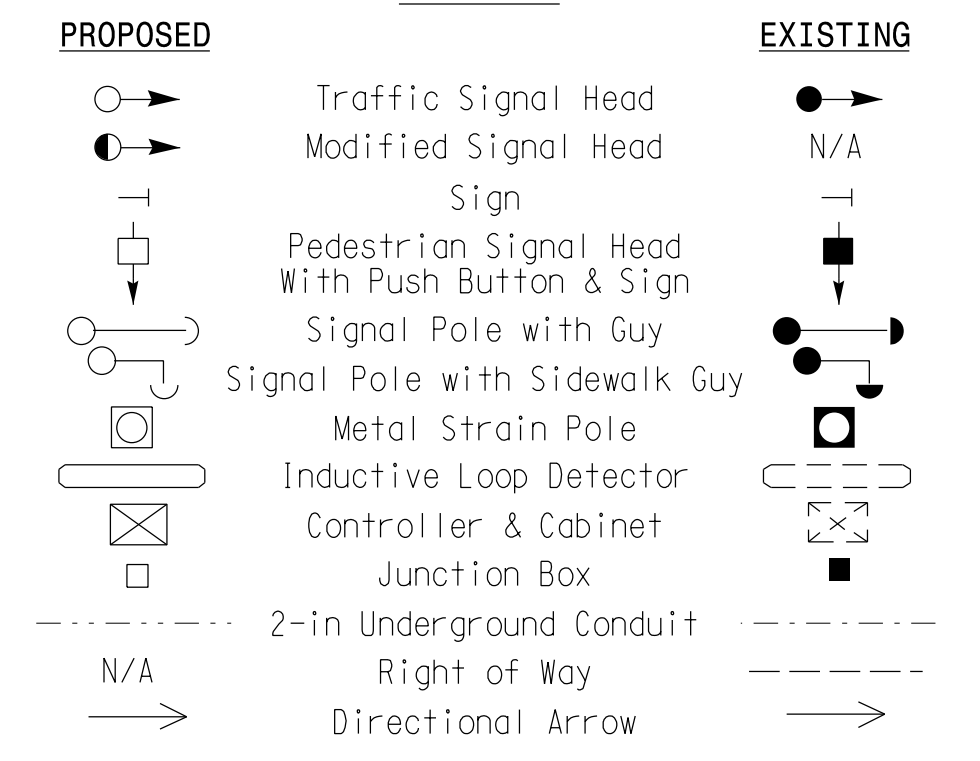 PROPOSED EXISTING
Traffic Signal Head
Modified Signal Head N/A
Sign
Pedestrian Signal Head
With Push Button & Sign
Signal Pole with Guy
Signal Pole with Sidewalk Guy
Metal Strain Pole
Inductive Loop Detector
Controller & Cabinet
Junction Box
2-in Underground Conduit
N/A Right of Way
Directional Arrow